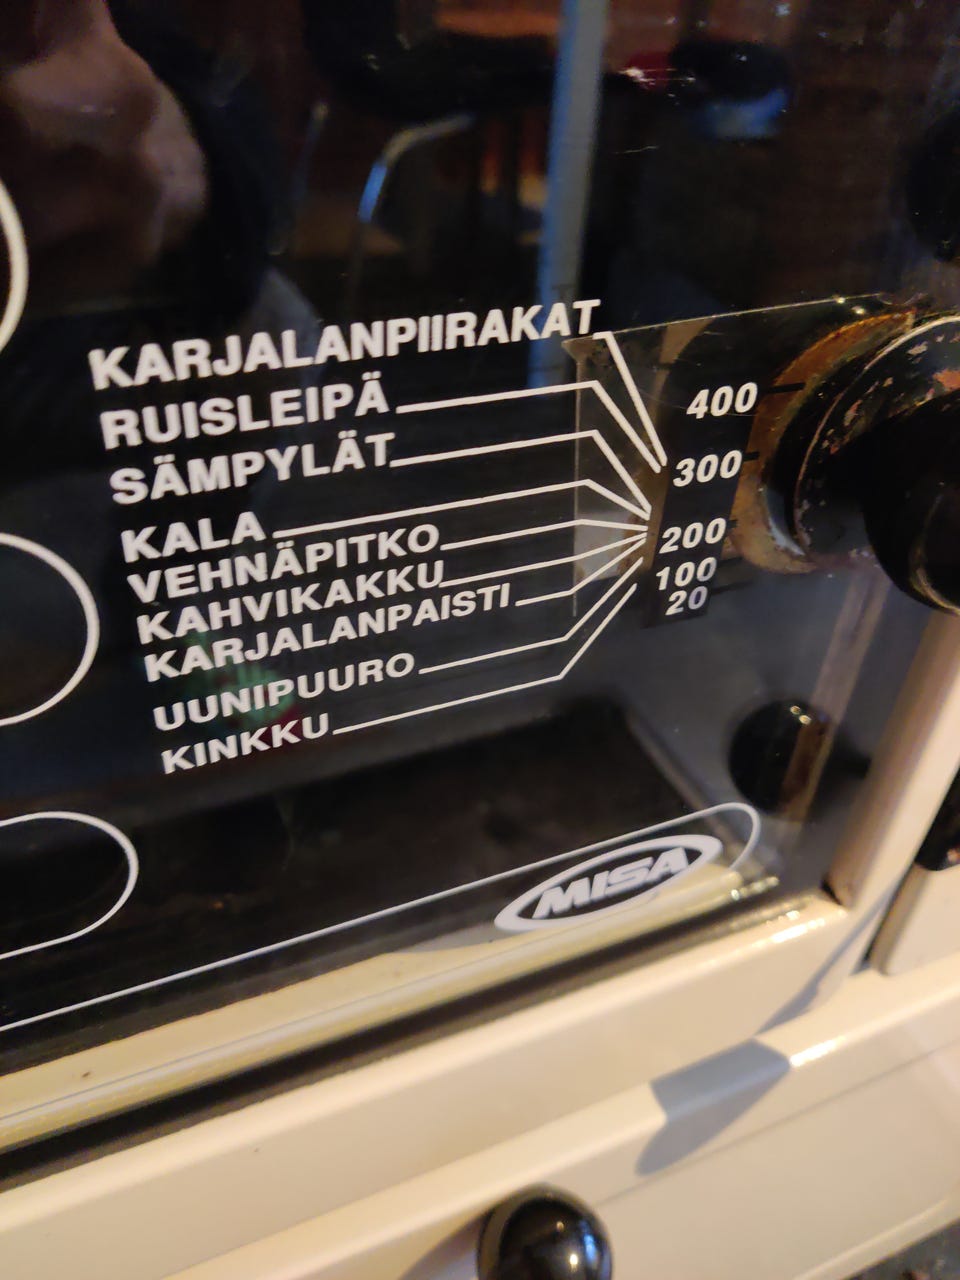 KARJALANPIIRAKAT
RUISLEIPÄ
SÄMPYLÄT
KALA
VEHNÄPITKO
KAHVIKAKKU
KARJALANPAISTI
UUNIPUURO
KINKKU
400
300
200
100
20
MISA